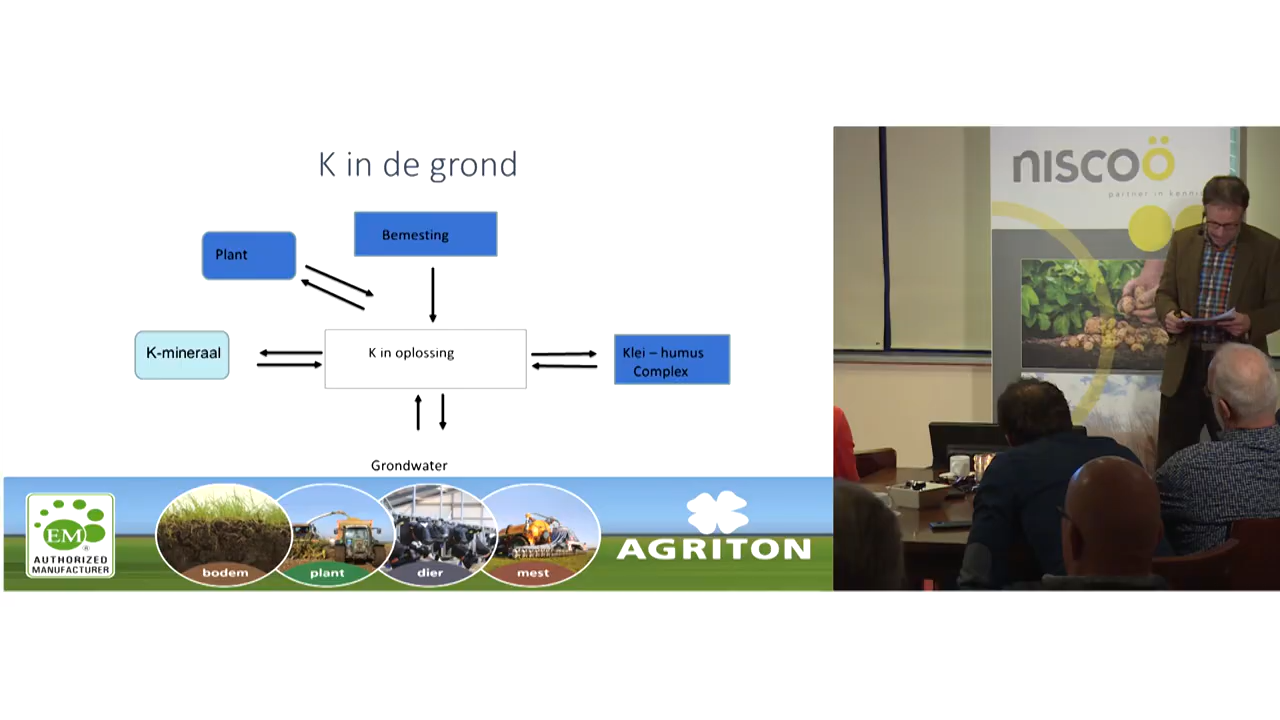 K in de grond
Bemesting
Plant
K-mineraal
K in oplossing
Klei – humus
Complex
Grondwater
EM
®
AUTHORIZED
MANUFACTURER
bodem
plant
dier
mest
AGRITON
niscoö
partner in